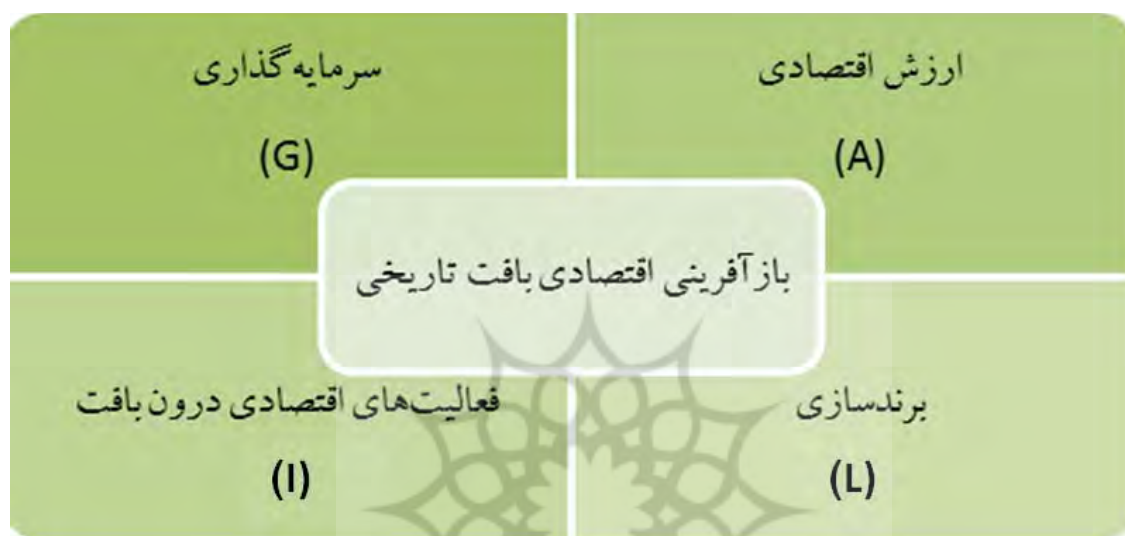 ارزش اقتصادی
(A)
سرمایه‌گذاری
(G)
بازآفرینی اقتصادی بافت تاریخی
برندسازی
(L)
فعالیت‌های اقتصادی درون‌بافت
(I)